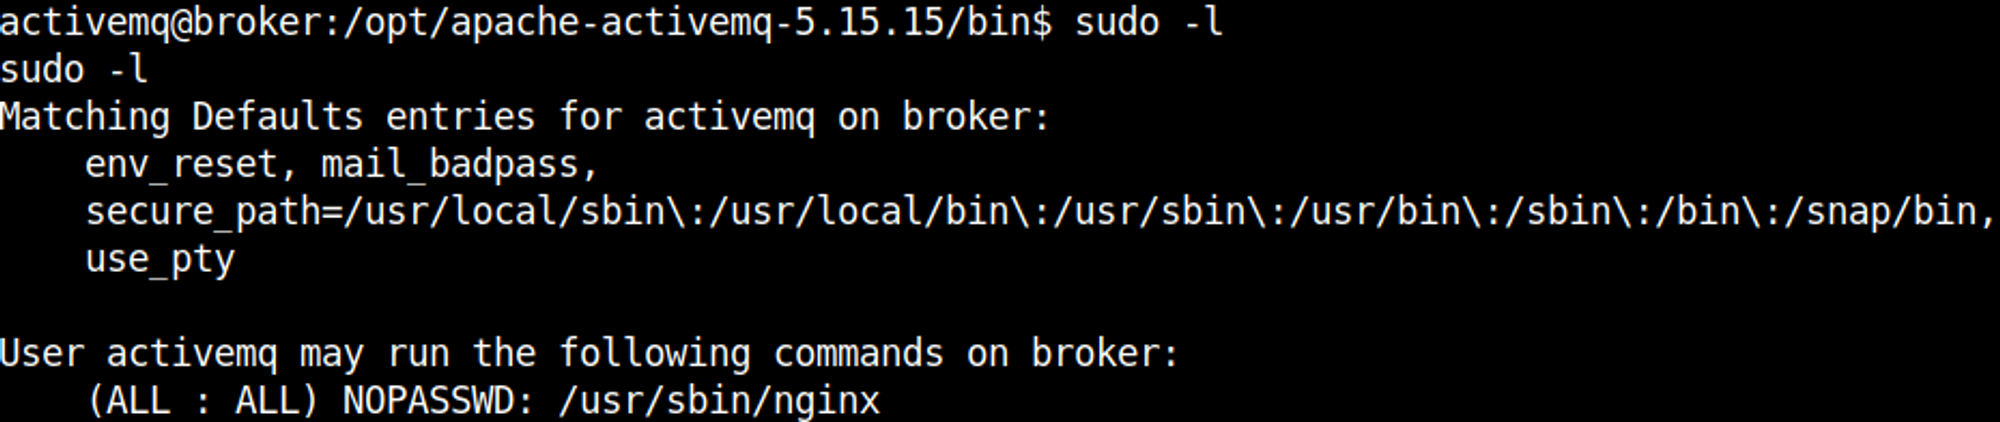 activemq@broker:/opt/apache-activemq-5.15.15/bin$ sudo -l
sudo -l
Matching Defaults entries for activemq on broker:
    env_reset, mail_badpass,
    secure_path=/usr/local/sbin\:/usr/local/bin\:/usr/sbin\:/usr/bin\:/sbin\:/bin\:/snap/bin,
    use_pty

User activemq may run the following commands on broker:
    (ALL : ALL) NOPASSWD: /usr/sbin/nginx